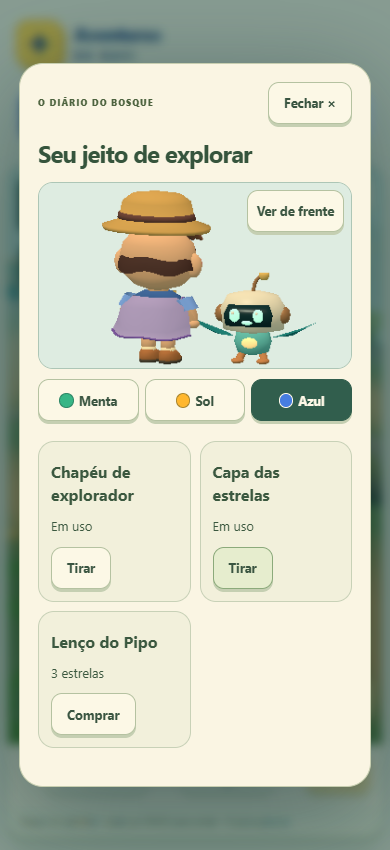 O DIÁRIO DO BOSQUE
Fechar ×
Seu jeito de explorar
Ver de frente
Menta
Sol
Azul
Chapéu de
explorador
Em uso
Tirar
Capa das
estrelas
Em uso
Tirar
Lenço do Pipo
3 estrelas
Comprar